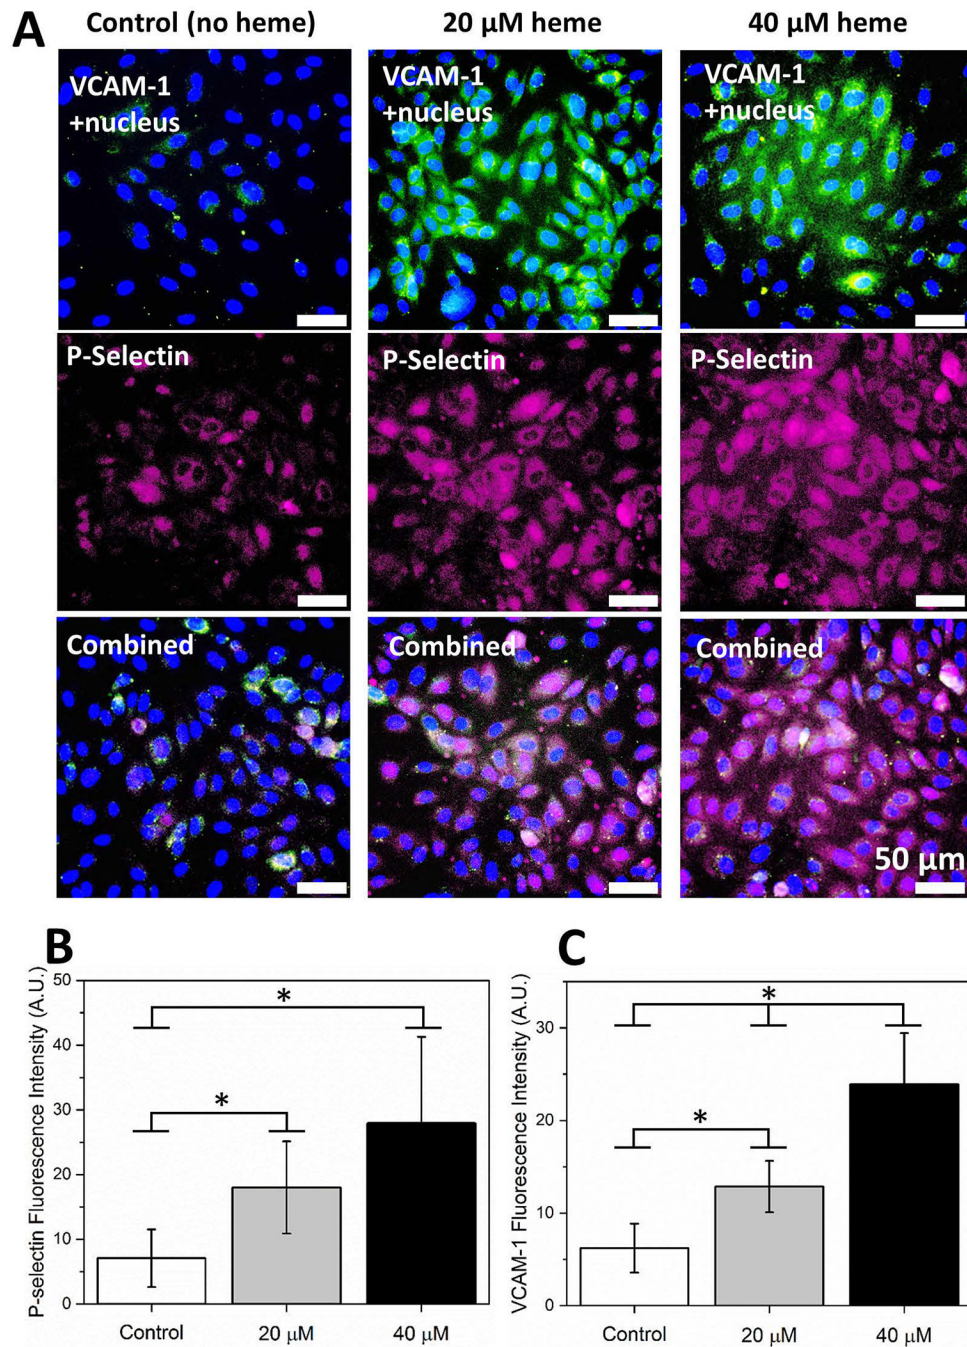 A
Control (no heme)
20 μM heme
40 μM heme
VCAM-1
+nucleus
VCAM-1
+nucleus
VCAM-1
+nucleus
P-Selectin
P-Selectin
P-Selectin
Combined
Combined
Combined
50 μm
B
P-selectin Fluorescence Intensity (A.U.)
50
40
30
20
10
0
*
*
Control
20 μM
40 μM
C
VCAM-1 Fluorescence Intensity (A.U.)
30
20
10
0
*
*
Control
20 μM
40 μM